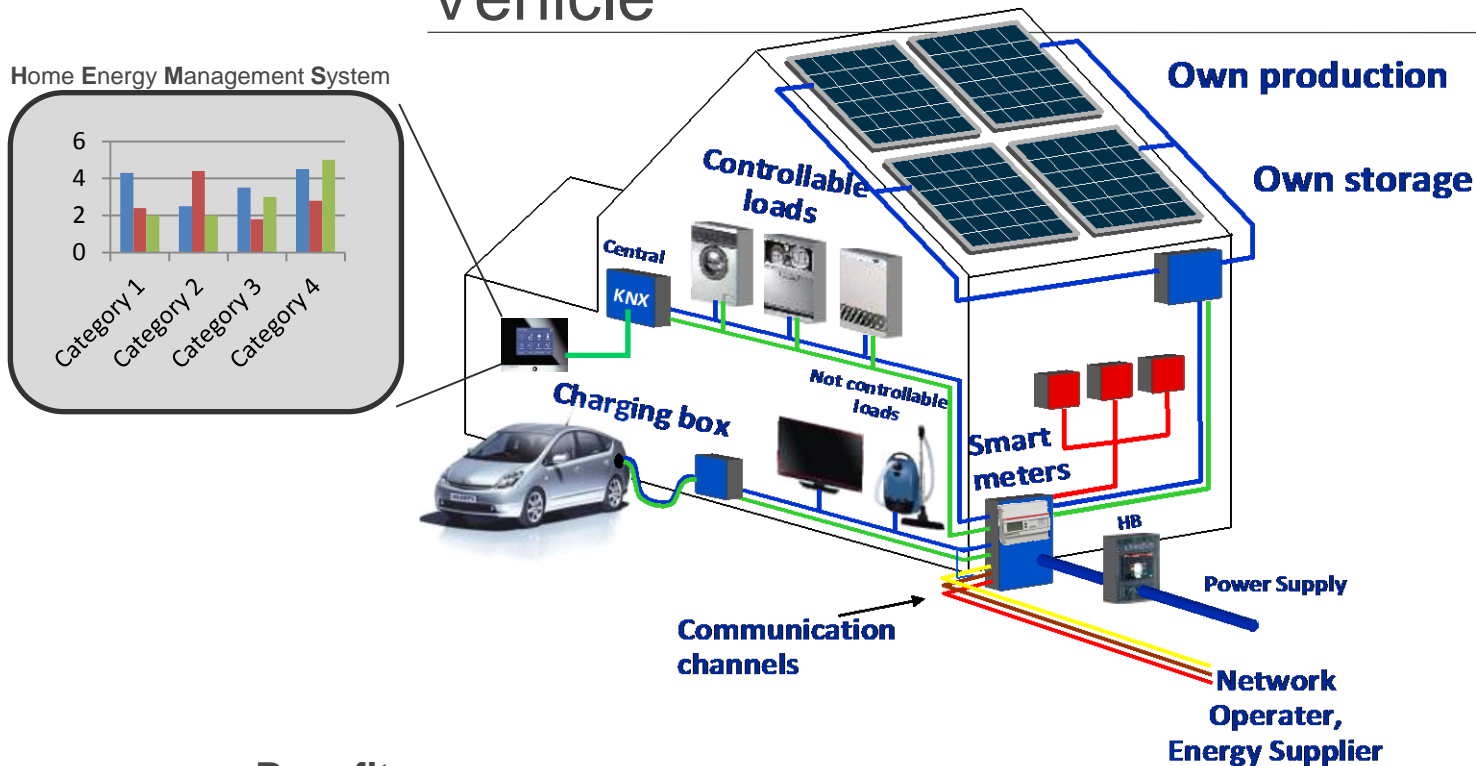 Vehicle
Home Energy Management System
6
4
2
0
Category 1
Category 2
Category 3
Category 4
Own production
Own storage
Controllable
loads
Central
KNX
Not controllable
loads
Charging box
Smart
meters
HB
Power Supply
Communication
channels
Network
Operater,
Energy Supplier